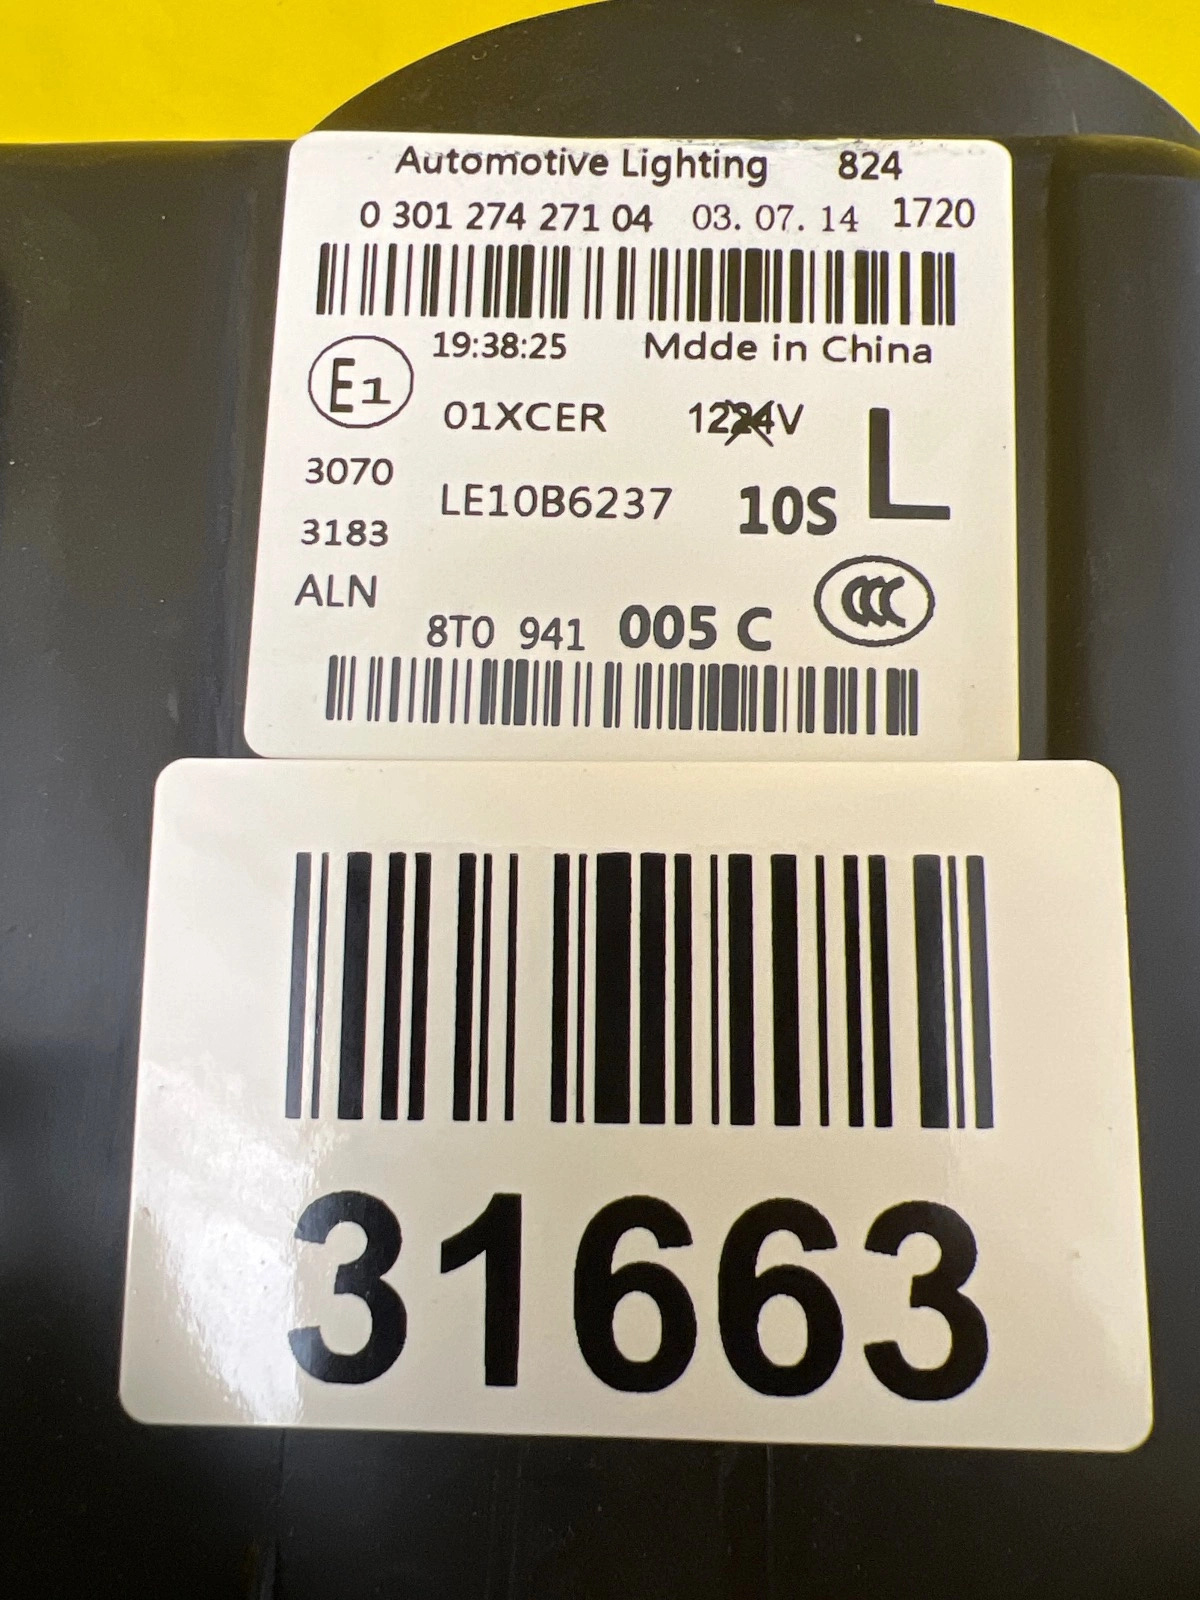 Automotive Lighting 824
0 301 274 271 04 03. 07. 14 1720
19:38:25 Mdde in China
E1
01XCER 1224V
L
3070
LE10B6237 10S
3183
ALN
CCC
8T0 941 005 C
31663